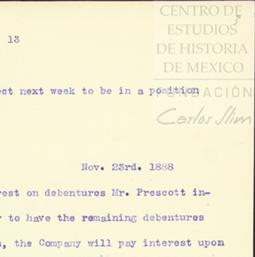 CENTRO DE
ESTUDIOS
DE HISTORIA
DE MEXICO
FUNDACIÓN
Carlos Slim
13
ect next week to be in a position
Nov. 23rd. 1888
rest on debentures Mr. Prescott in-
r to have the remaining debentures
s, the Company will pay interest upon